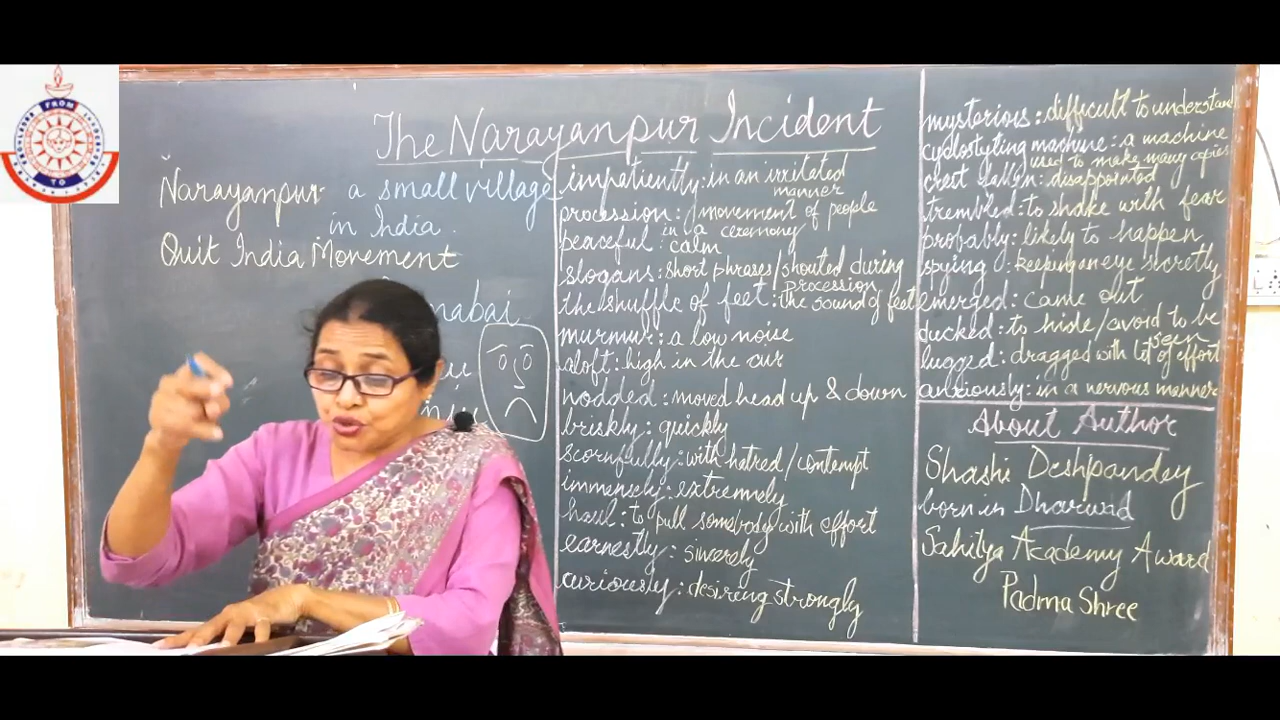 The Narayanpur Incident
Narayanpur a small village
in India.
Quit India Movement
nabai
impatiently: in an irritated
manner
procession: movement of people
in a ceremony
peaceful: calm
slogans: short phrases/shouted during
procession
the shuffle of feet: the sound of feet
murmur: a low noise
aloft: high in the air
nodded: moved head up & down
briskly: quickly
scornfully: with hatred/contempt
immensely: extremely
haul: to pull somebody with effort
earnestly: sincerely
curiously: desiring strongly
mysterious: difficult to understand
cyclostyling machine: a machine
used to make many copies
crest fallen: disappointed
trembled: to shake with fear
probably: likely to happen
spying: keeping an eye secretly
emerged: came out
ducked: to hide/avoid to be
seen
lugged: dragged with lot of effort
anxiously: in a nervous manner
About Author
Shashi Deshpandey
born in Dharwad
Sahitya Academy Award
Padma Shree
FROM
TO